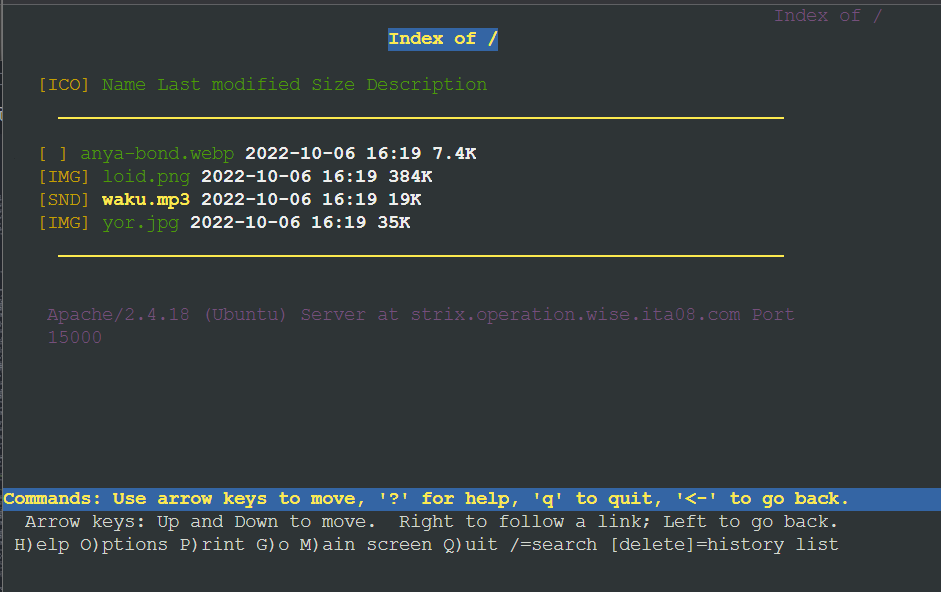 Index of /
Index of /
[ICO] Name Last modified Size Description
[ ] anya-bond.webp 2022-10-06 16:19 7.4K
[IMG] loid.png 2022-10-06 16:19 384K
[SND] waku.mp3 2022-10-06 16:19 19K
[IMG] yor.jpg 2022-10-06 16:19 35K
Apache/2.4.18 (Ubuntu) Server at strix.operation.wise.ita08.com Port
15000
Commands: Use arrow keys to move, '?' for help, 'q' to quit, '<-' to go back.
Arrow keys: Up and Down to move.  Right to follow a link; Left to go back.
H)elp O)ptions P)rint G)o M)ain screen Q)uit /=search [delete]=history list